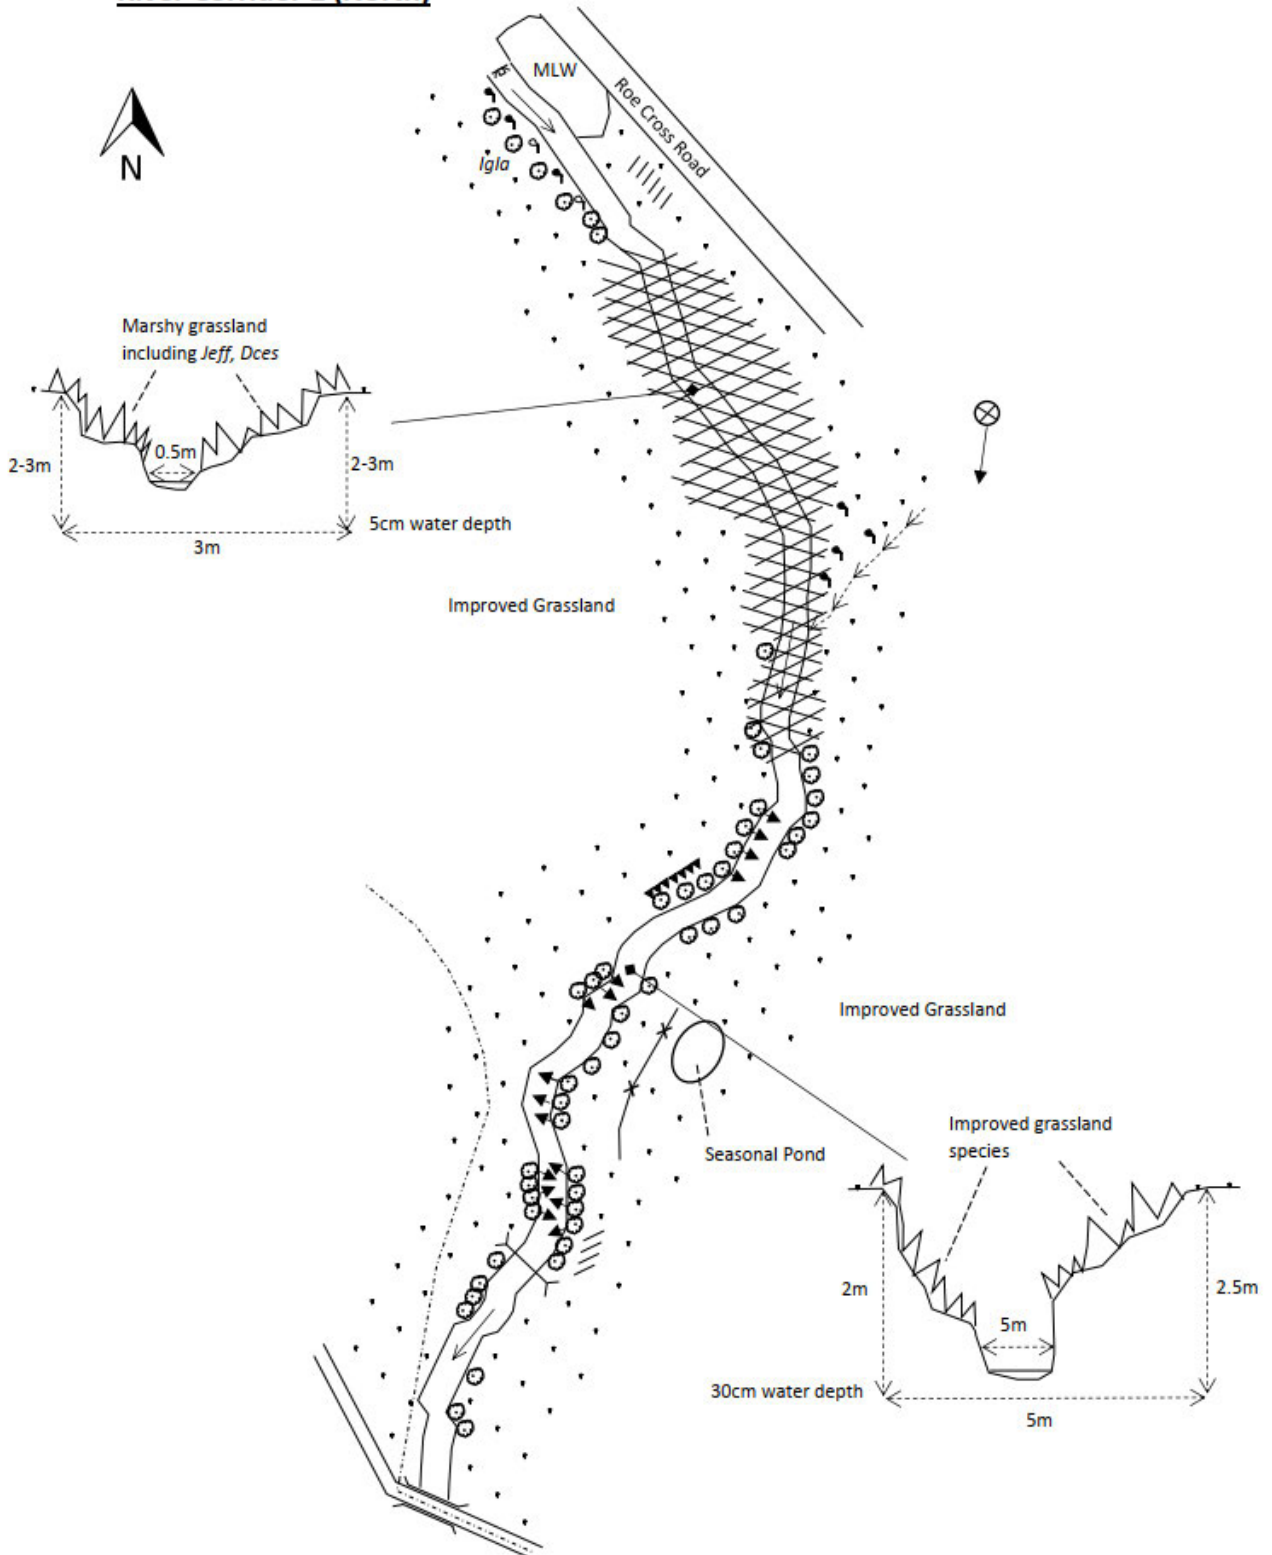 MLW
Roe Cross Road
N
Igla
Marshy grassland
including Jeff, Dces
0.5m
2-3m
2-3m
5cm water depth
3m
Improved Grassland
Improved Grassland
Seasonal Pond
Improved grassland
species
2m
2.5m
5m
30cm water depth
5m